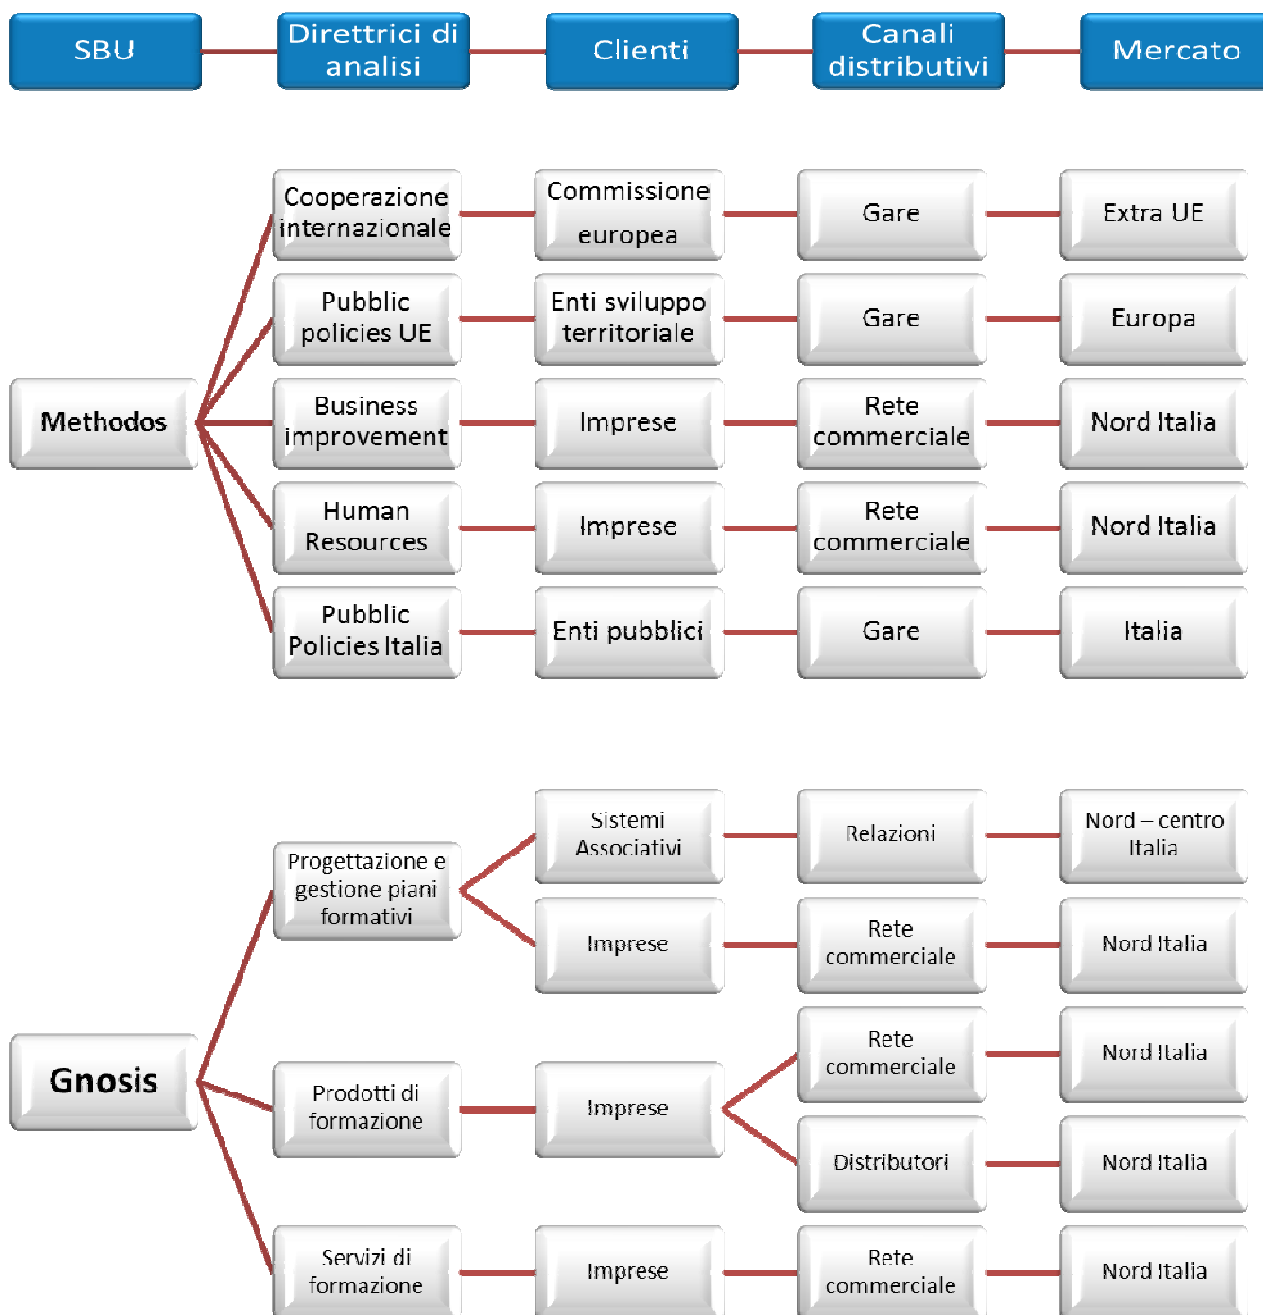 SBU
Direttrici di
analisi
Clienti
Canali
distributivi
Mercato
Cooperazione
internazionale
Commissione
europea
Gare
Extra UE
Pubblic
policies UE
Enti sviluppo
territoriale
Gare
Europa
Methodos
Business
improvement
Imprese
Rete
commerciale
Nord Italia
Human
Resources
Imprese
Rete
commerciale
Nord Italia
Pubblic
Policies Italia
Enti pubblici
Gare
Italia
Gnosis
Progettazione e
gestione piani
formativi
Sistemi
Associativi
Relazioni
Nord – centro
Italia
Imprese
Rete
commerciale
Nord Italia
Prodotti di
formazione
Imprese
Rete
commerciale
Nord Italia
Distributori
Nord Italia
Servizi di
formazione
Imprese
Rete
commerciale
Nord Italia